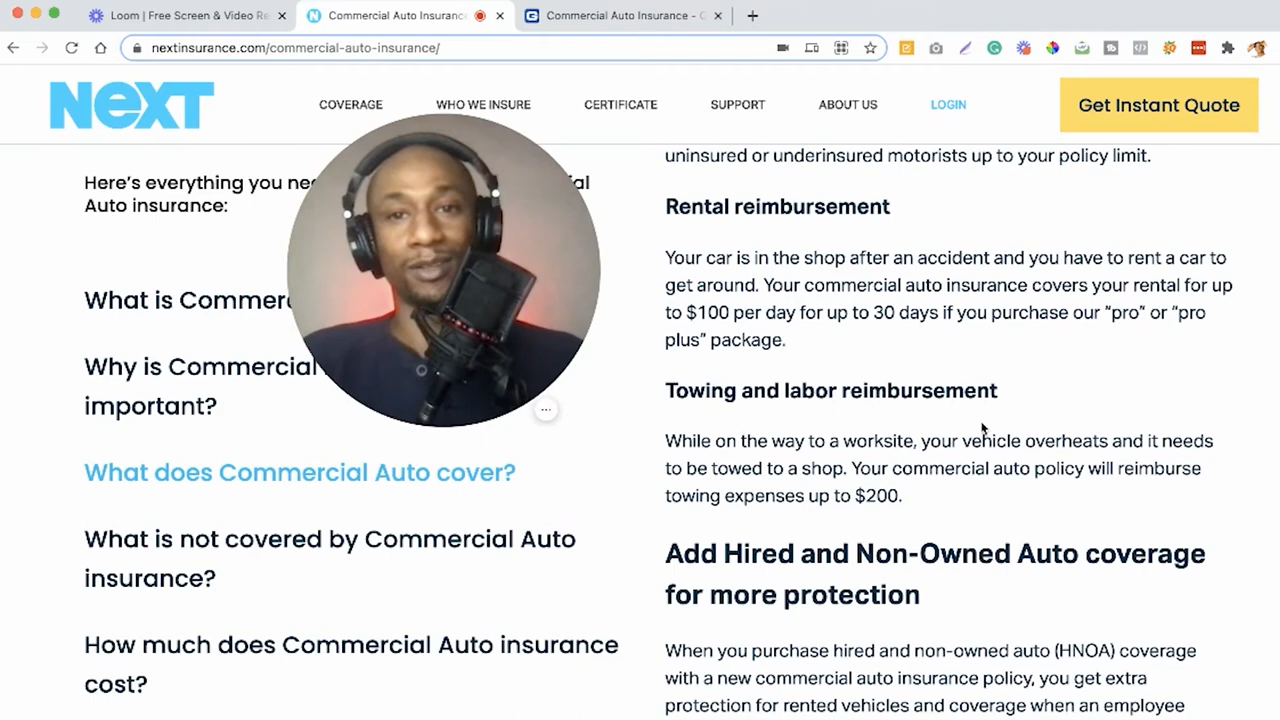 Loom | Free Screen & Video Re
Commercial Auto Insurance
Commercial Auto Insurance - G
nextinsurance.com/commercial-auto-insurance/
NEXT
COVERAGE
WHO WE INSURE
CERTIFICATE
SUPPORT
ABOUT US
LOGIN
Get Instant Quote
Here's everything you nee
al
Auto insurance:
What is Commer
Why is Commercial
important?
What does Commercial Auto cover?
What is not covered by Commercial Auto
insurance?
How much does Commercial Auto insurance
cost?
uninsured or underinsured motorists up to your policy limit.
Rental reimbursement
Your car is in the shop after an accident and you have to rent a car to
get around. Your commercial auto insurance covers your rental for up
to $100 per day for up to 30 days if you purchase our “pro” or “pro
plus” package.
Towing and labor reimbursement
While on the way to a worksite, your vehicle overheats and it needs
to be towed to a shop. Your commercial auto policy will reimburse
towing expenses up to $200.
Add Hired and Non-Owned Auto coverage
for more protection
When you purchase hired and non-owned auto (HNOA) coverage
with a new commercial auto insurance policy, you get extra
protection for rented vehicles and coverage when an employee